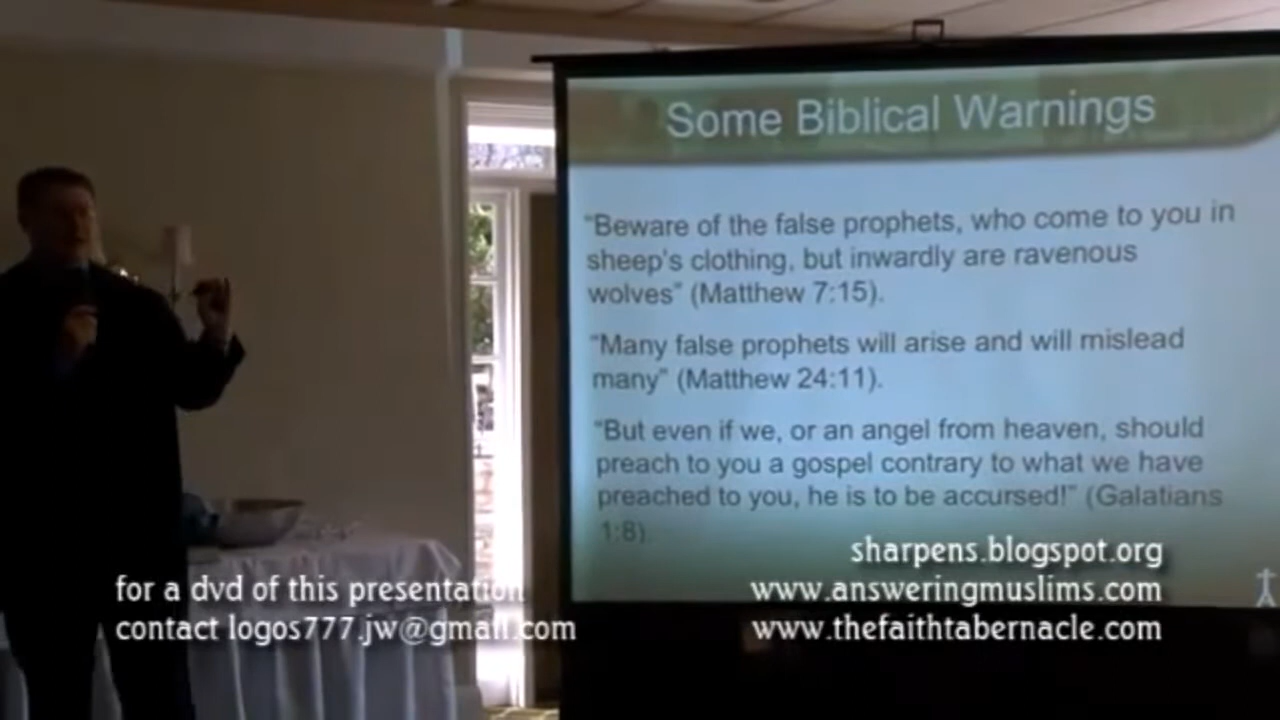 Some Biblical Warnings
"Beware of the false prophets, who come to you in
sheep's clothing, but inwardly are ravenous
wolves" (Matthew 7:15).
"Many false prophets will arise and will mislead
many" (Matthew 24:11).
"But even if we, or an angel from heaven, should
preach to you a gospel contrary to what we have
preached to you, he is to be accursed!" (Galatians
1:8).
for a dvd of this presentation
contact logos777.jw@gmail.com
sharpens.blogspot.org
www.answeringmuslims.com
www.thefaithtabernacle.com